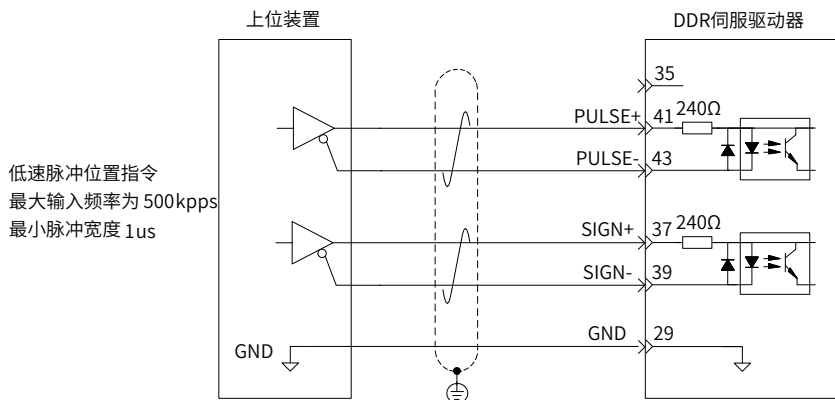 上位装置
DDR伺服驱动器
35
PULSE+ 41 240Ω
PULSE- 43
低速脉冲位置指令
最大输入频率为 500kpps
最小脉冲宽度 1us
SIGN+ 37 240Ω
SIGN- 39
GND GND 29